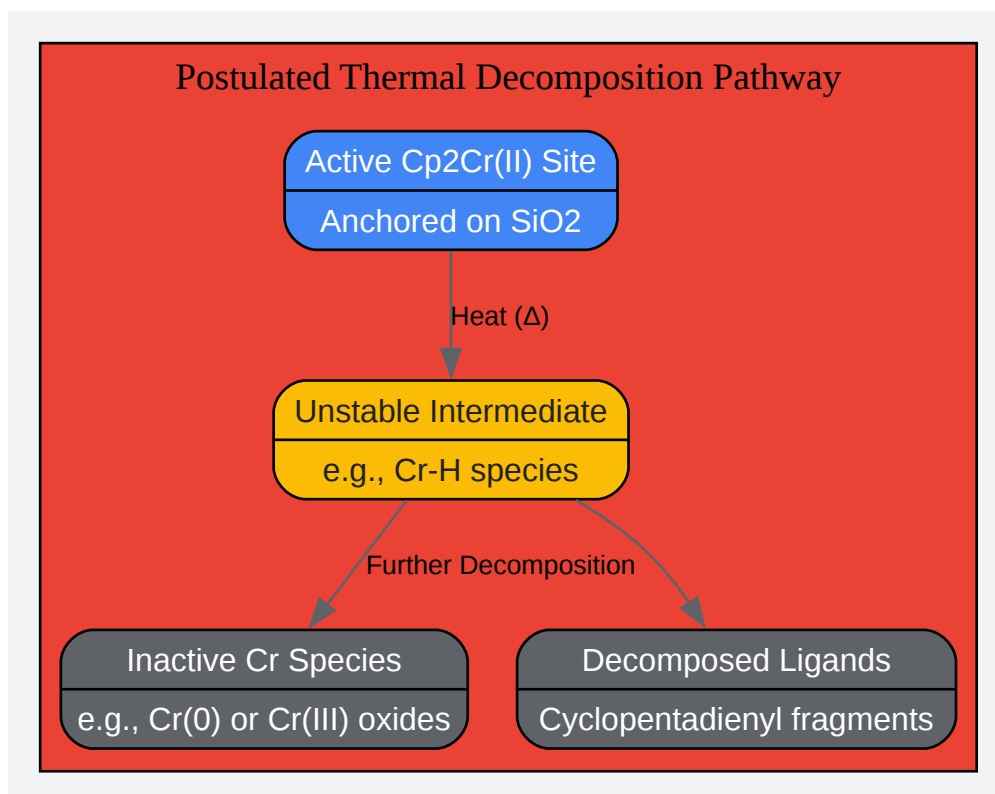 Postulated Thermal Decomposition Pathway
Active Cp2Cr(II) Site
Anchored on SiO2
Heat (Δ)
Unstable Intermediate
e.g., Cr-H species
Further Decomposition
Inactive Cr Species
e.g., Cr(0) or Cr(III) oxides
Decomposed Ligands
Cyclopentadienyl fragments